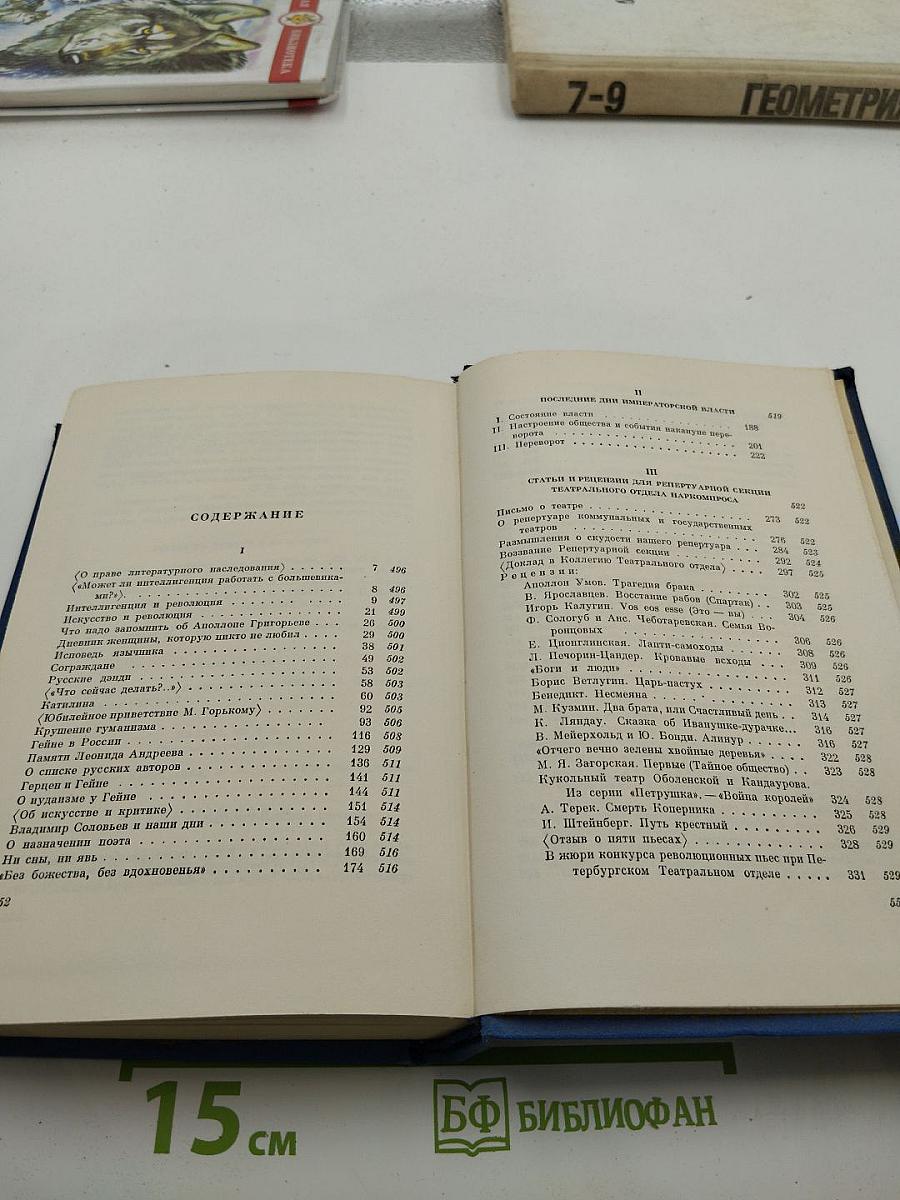 БИБЛИОТЕКА
7-9 ГЕОМЕТРИЯ
СОДЕРЖАНИЕ
I
〈О праве литературного наследования〉 . . . . . . 7 496
〈«Может ли интеллигенция работать с большевика-
ми?»〉. . . . . . . . . . . . . . . . 8 496
Интеллигенция и революция . . . . . . . . 9 497
Искусство и революция . . . . . . . . . . . 21 499
Что надо запомнить об Аполлоне Григорьеве . . . 26 500
Дневник женщины, которую никто не любил . . . 29 500
Исповедь язычника . . . . . . . . . . . . . 38 501
Сограждане . . . . . . . . . . . . . . . . 49 502
Русские дэнди . . . . . . . . . . . . . . . 53 502
〈«Что сейчас делать?..»〉 . . . . . . . . . . . 58 503
Катилина . . . . . . . . . . . . . . . . . 60 503
〈Юбилейное приветствие М. Горькому〉 . . . . . . 92 505
Крушение гуманизма . . . . . . . . . . . . 93 506
Гейне в России . . . . . . . . . . . . . . . 116 508
Памяти Леонида Андреева . . . . . . . . . . 129 509
О списке русских авторов . . . . . . . . . . 136 511
Герцен и Гейне . . . . . . . . . . . . . . . 141 511
О иудаизме у Гейне . . . . . . . . . . . . . 144 511
〈Об искусстве и критике〉 . . . . . . . . . . . 151 514
Владимир Соловьев и наши дни . . . . . . . . 154 514
О назначении поэта . . . . . . . . . . . . . 160 514
Ни сны, ни явь . . . . . . . . . . . . . . . 169 516
«Без божества, без вдохновенья» . . . . . . . . . 174 516
52
II
ПОСЛЕДНИЕ ДНИ ИМПЕРАТОРСКОЙ ВЛАСТИ 519
I. Состояние власти . . . . . . . . . . . . . 188
II. Настроение общества и события накануне пере-
ворота . . . . . . . . . . . . . . . . . 201
III. Переворот . . . . . . . . . . . . . . . . 222
III
СТАТЬИ И РЕЦЕНЗИИ ДЛЯ РЕПЕРТУАРНОЙ СЕКЦИИ
ТЕАТРАЛЬНОГО ОТДЕЛА НАРКОМПРОСА 522
Письмо о театре . . . . . . . . . . . . . . . 273 522
О репертуаре коммунальных и государственных
театров . . . . . . . . . . . . . . . . . 276 522
Размышления о скудости нашего репертуара . . . 284 523
Воззвание Репертуарной секции . . . . . . . . 292 524
〈Доклад в Коллегию Театрального отдела〉 . . . . 297 525
Рецензии:
Аполлон Умов. Трагедия брака . . . . . . . . 302 525
В. Ярославцев. Восстание рабов (Спартак) . . . 303 525
Игорь Калугин. Vos eos esse (Это — вы) . . . . 304 526
Ф. Сологуб и Анс. Чеботаревская. Семья Во-
ронцовых . . . . . . . . . . . . . . . 306 526
Е. Ционглинская. Лапти-самоходы . . . . . . 308 526
Л. Печорин-Цандер. Кровавые всходы . . . 309 526
«Боги и люди» . . . . . . . . . . . . . . . 311 526
Борис Ветлугин. Царь-пастух . . . . . . . . 312 527
Бенедикт. Несмеяна . . . . . . . . . . . . . 313 527
М. Кузмин. Два брата, или Счастливый день . . 314 527
К. Ляндау. Сказка об Иванушке-дурачке... 316 527
В. Мейерхольд и Ю. Бонди. Алинур . . . . . 316 527
«Отчего вечно зелены хвойные деревья» . . . . 322 528
М. Я. Загорская. Первые (Тайное общество) . . 323 528
Кукольный театр Оболенской и Кандаурова.
Из серии «Петрушка». — «Война королей» 324 528
А. Терек. Смерть Коперника . . . . . . . . . 325 528
И. Штейнберг. Путь крестный . . . . . . . . 326 529
〈Отзыв о пяти пьесах〉 . . . . . . . . . . . . 328 529
В жюри конкурса революционных пьес при Пе-
тербургском Театральном отделе . . . . . 331 529
55
15 см
БФ БИБЛИОФАН